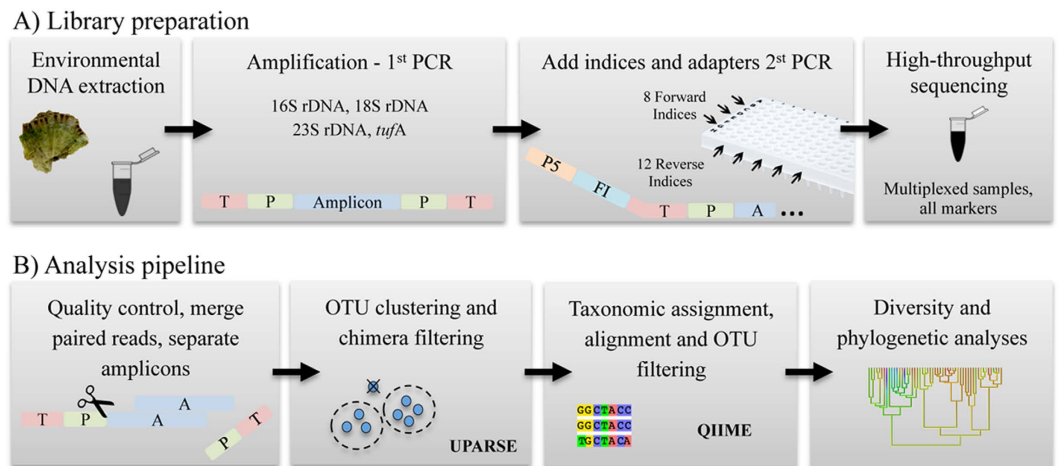 A) Library preparation
Environmental
DNA extraction
Amplification - 1st PCR
16S rDNA, 18S rDNA
23S rDNA, tufA
T P Amplicon P T
Add indices and adapters 2nd PCR
8 Forward
Indices
12 Reverse
Indices
P5
FI
T P A ...
High-throughput
sequencing
Multiplexed samples,
all markers
B) Analysis pipeline
Quality control, merge
paired reads, separate
amplicons
A
T P A
P T
OTU clustering and
chimera filtering
UPARSE
Taxonomic assignment,
alignment and OTU
filtering
GGCTACC
GGCTACC
TGCTACA
QIIME
Diversity and
phylogenetic analyses